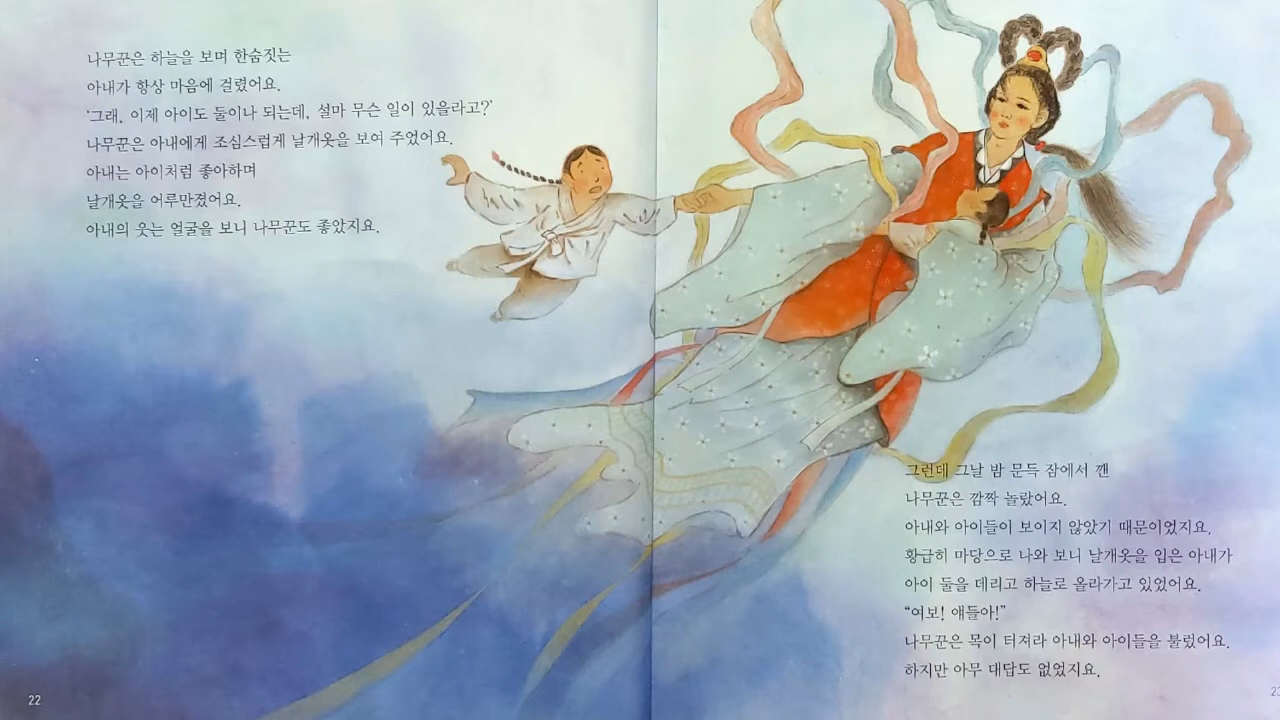 나무꾼은 하늘을 보며 한숨짓는
아내가 항상 마음에 걸렸어요.
‘그래, 이제 아이도 둘이나 되는데, 설마 무슨 일이 있을라고?’
나무꾼은 아내에게 조심스럽게 날개옷을 보여 주었어요.
아내는 아이처럼 좋아하며
날개옷을 어루만졌어요.
아내의 웃는 얼굴을 보니 나무꾼도 좋았지요.
22
그런데 그날 밤 문득 잠에서 깬
나무꾼은 깜짝 놀랐어요.
아내와 아이들이 보이지 않았기 때문이었지요.
황급히 마당으로 나와 보니 날개옷을 입은 아내가
아이 둘을 데리고 하늘로 올라가고 있었어요.
“여보! 얘들아!”
나무꾼은 목이 터져라 아내와 아이들을 불렀어요.
하지만 아무 대답도 없었지요.
23